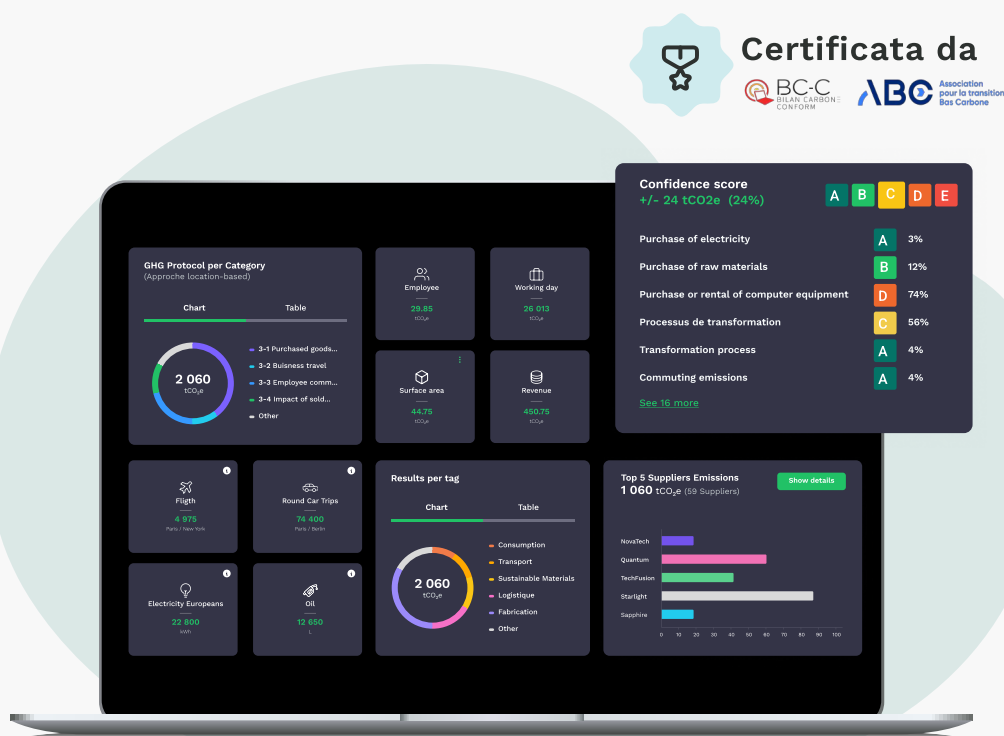 Certificata da
BC-C
BILAN CARBONE
CONFORM
ABC
Association
pour la transition
Bas Carbone
Confidence score
+/- 24 tCO2e (24%)
A B C D E
Purchase of electricity A 3%
Purchase of raw materials B 12%
Purchase or rental of computer equipment D 74%
Processus de transformation C 56%
Transformation process A 4%
Commuting emissions A 4%
See 16 more
GHG Protocol per Category
(Approche location-based)
Chart Table
2 060
tCO₂e
3-1 Purchased goods...
3-2 Buisness travel
3-3 Employee comm...
3-4 Impact of sold...
Other
Employee
29.85
tCO₂e
Working day
26 013
tCO₂e
Surface area
44.75
tCO₂e
Revenue
450.75
tCO₂e
Fligth
4 975
Paris / New York
Round Car Trips
74 400
Paris / Berlin
Electricity Europeans
22 800
kWh
Oil
12 650
L
Results per tag
Chart Table
2 060
tCO₂e
Consumption
Transport
Sustainable Materials
Logistique
Fabrication
Other
Top 5 Suppliers Emissions
1 060 tCO₂e (59 Suppliers)
Show details
NovaTech
Quantum
TechFusion
Starlight
Sapphire
0 10 20 30 40 50 60 70 80 90 100